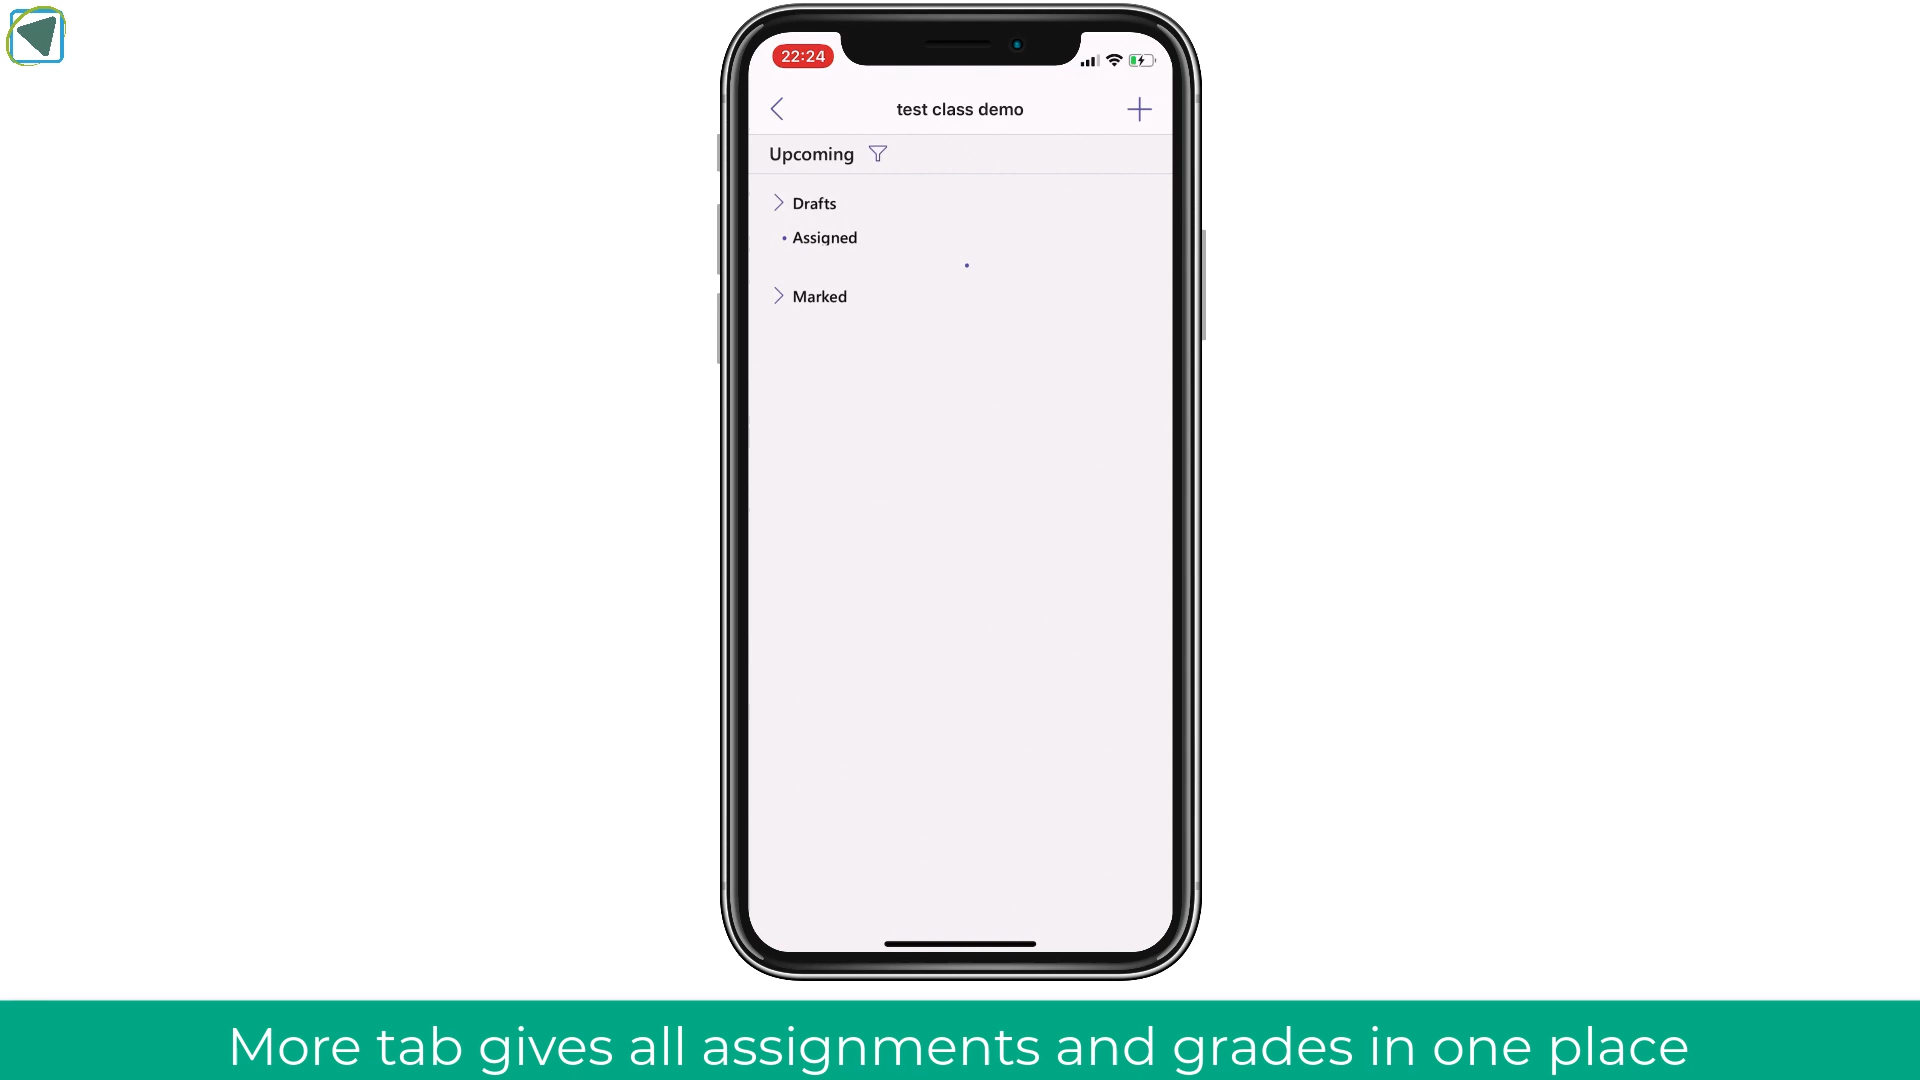 22:24
test class demo
Upcoming
Drafts
Assigned
Marked
More tab gives all assignments and grades in one place